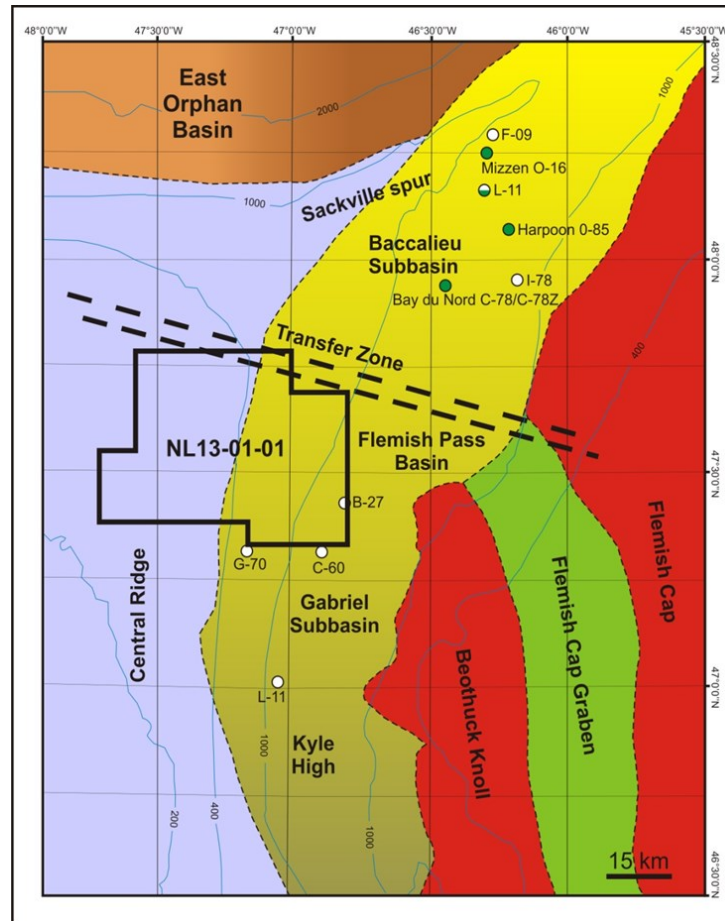 48°0'0"W
47°30'0"W
47°0'0"W
46°30'0"W
46°0'0"W
45°30'0"W
48°30'0"N
East
Orphan
Basin
2000
1000
F-09
Mizzen O-16
Sackville spur
L-11
1000
Harpoon 0-85
Baccalieu
Subbasin
48°0'0"N
I-78
Bay du Nord C-78/C-78Z
Transfer Zone
400
NL13-01-01
Flemish Pass
Basin
47°30'0"N
B-27
G-70
C-60
Flemish Cap
Central Ridge
Gabriel
Subbasin
Flemish Cap Graben
Beothuck Knoll
L-11
47°0'0"N
Kyle
High
1000
400
200
1000
15 km
46°30'0"N